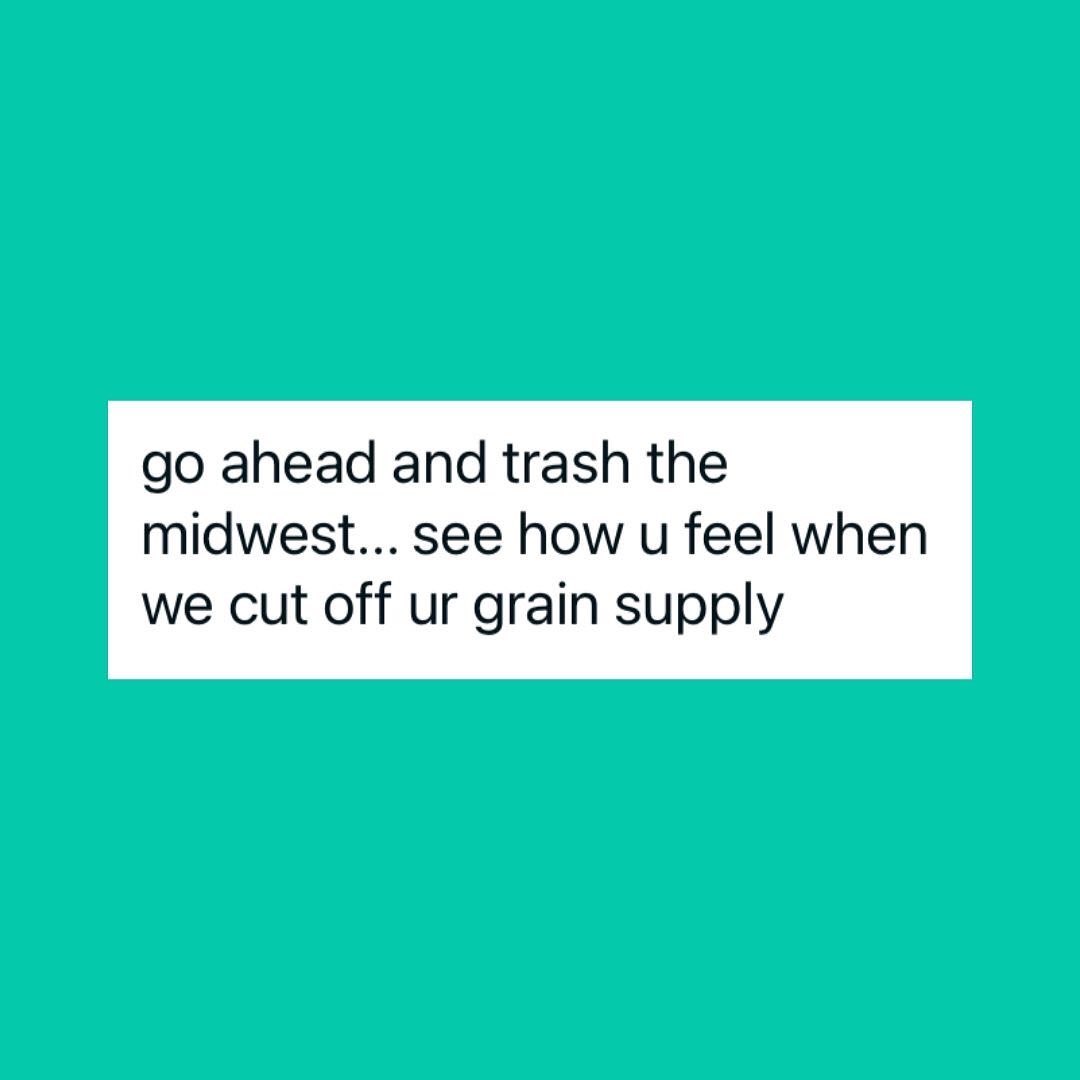 go ahead and trash the
midwest... see how u feel when
we cut off ur grain supply